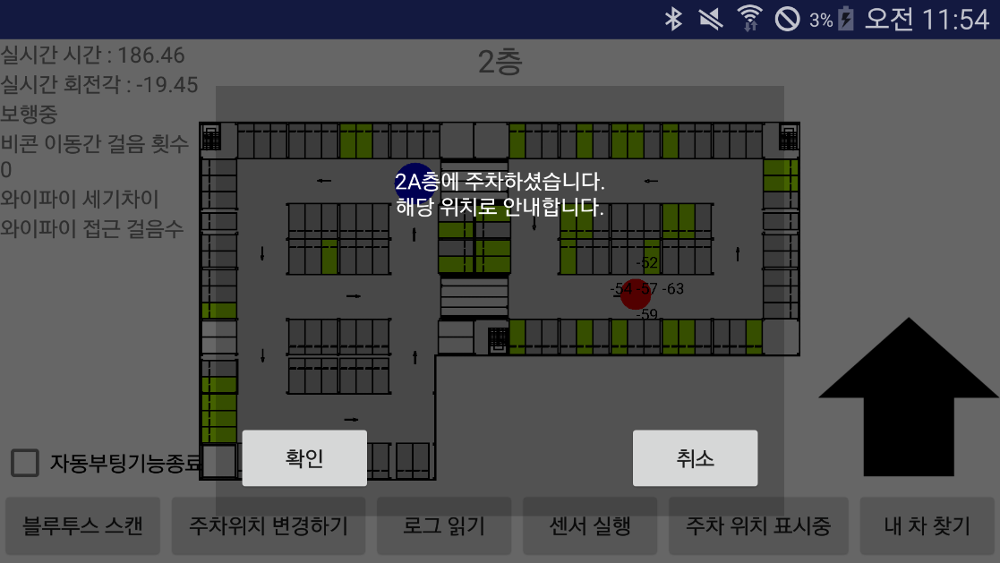 3% 오전 11:54
실시간 시간 : 186.46
2층
실시간 회전각 : -19.45
보행중
비콘 이동간 걸음 횟수
0
와이파이 세기차이
와이파이 접근 걸음수
2A층에 주차하셨습니다.
해당 위치로 안내합니다.
-52
-54 -57 -63
-59
자동부팅기능종료
확인
취소
블루투스 스캔
주차위치 변경하기
로그 읽기
센서 실행
주차 위치 표시중
내 차 찾기